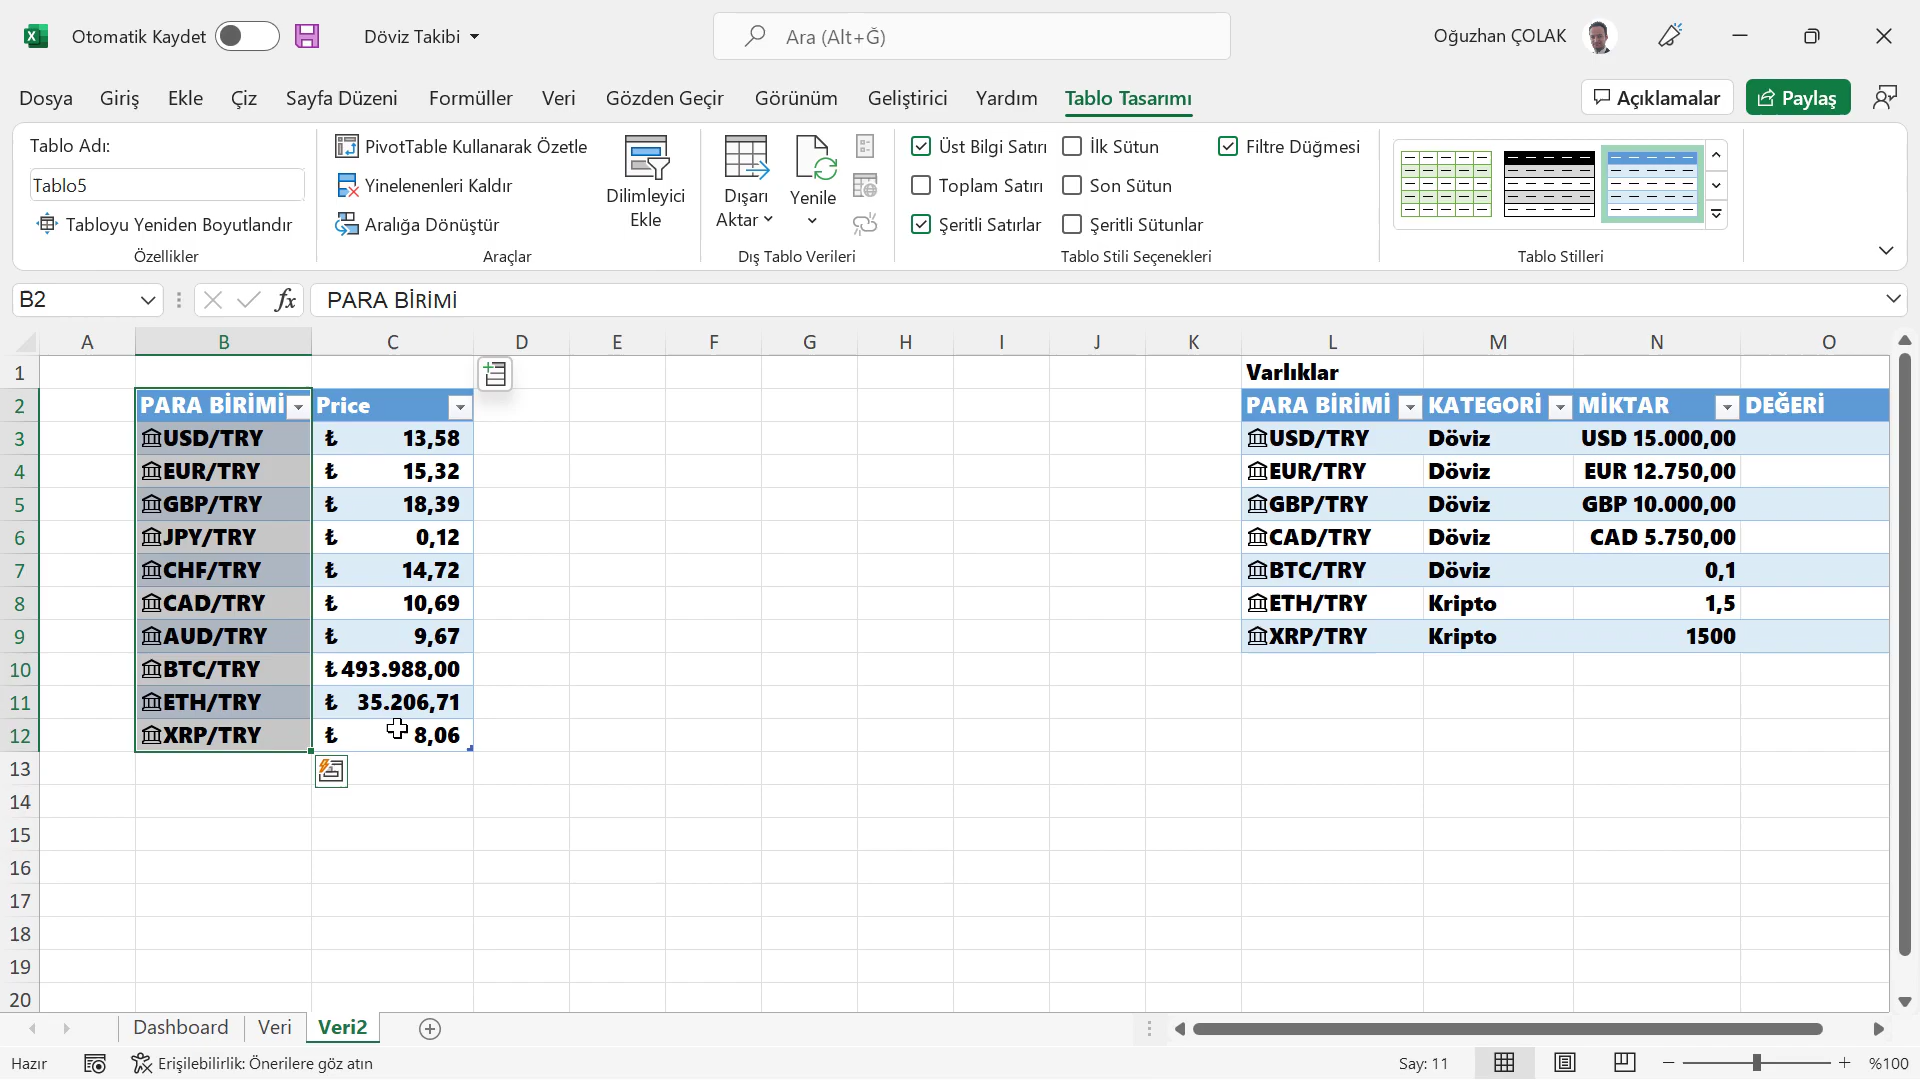 Otomatik Kaydet
Döviz Takibi
Ara (Alt+Ğ)
Oğuzhan ÇOLAK
Dosya Giriş Ekle Çiz Sayfa Düzeni Formüller Veri Gözden Geçir Görünüm Geliştirici Yardım Tablo Tasarımı
Açıklamalar
Paylaş
Tablo Adı:
Tablo5
Tabloyu Yeniden Boyutlandır
Özellikler
PivotTable Kullanarak Özetle
Yinelenenleri Kaldır
Aralığa Dönüştür
Dilimleyici
Ekle
Araçlar
Dışarı
Aktar
Yenile
Dış Tablo Verileri
Üst Bilgi Satırı İlk Sütun Filtre Düğmesi
Toplam Satırı Son Sütun
Şeritli Satırlar Şeritli Sütunlar
Tablo Stili Seçenekleri
Tablo Stilleri
B2 fx PARA BİRİMİ
A B C D E F G H I J K L M N O
1 Varlıklar
2 PARA BİRİMİ Price PARA BİRİMİ KATEGORİ MİKTAR DEĞERİ
3 USD/TRY ₺ 13,58 USD/TRY Döviz USD 15.000,00
4 EUR/TRY ₺ 15,32 EUR/TRY Döviz EUR 12.750,00
5 GBP/TRY ₺ 18,39 GBP/TRY Döviz GBP 10.000,00
6 JPY/TRY ₺ 0,12 CAD/TRY Döviz CAD 5.750,00
7 CHF/TRY ₺ 14,72 BTC/TRY Döviz 0,1
8 CAD/TRY ₺ 10,69 ETH/TRY Kripto 1,5
9 AUD/TRY ₺ 9,67 XRP/TRY Kripto 1500
10 BTC/TRY ₺ 493.988,00
11 ETH/TRY ₺ 35.206,71
12 XRP/TRY ₺ 8,06
13
14
15
16
17
18
19
20
Dashboard Veri Veri2
Hazır Erişilebilirlik: Önerilere göz atın Say: 11 %100